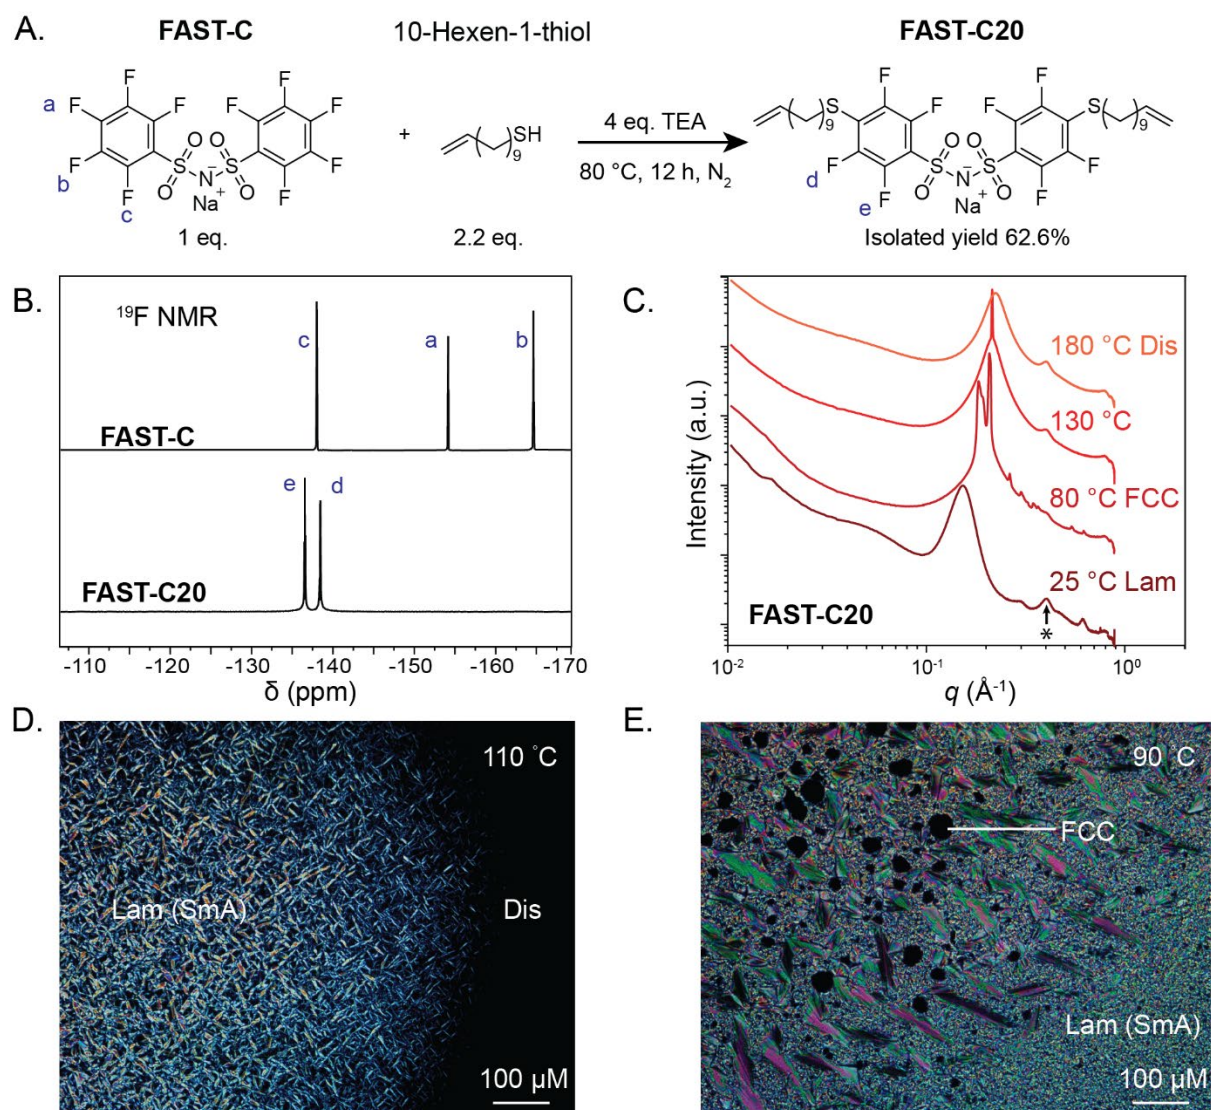 A.
FAST-C
10-Hexen-1-thiol
FAST-C20
F F F F F F F F F F
a
b
c
O O O O
S N⁻ S
Na⁺
1 eq.
+
SH
9
2.2 eq.
4 eq. TEA
80 °C, 12 h, N₂
F F F F F F F F
S S
9 9
O O O O
S N⁻ S
Na⁺
d
e
Isolated yield 62.6%
B.
¹⁹F NMR
c a b
FAST-C
e d
FAST-C20
-110 -130 -140 -150 -160 -170
δ (ppm)
C.
Intensity (a.u.)
180 °C Dis
130 °C
80 °C FCC
25 °C Lam
*
FAST-C20
10⁻² 10⁻¹ 10⁰
q (Å⁻¹)
D.
110 °C
Lam (SmA)
Dis
100 µM
E.
90 °C
FCC
Lam (SmA)
100 µM